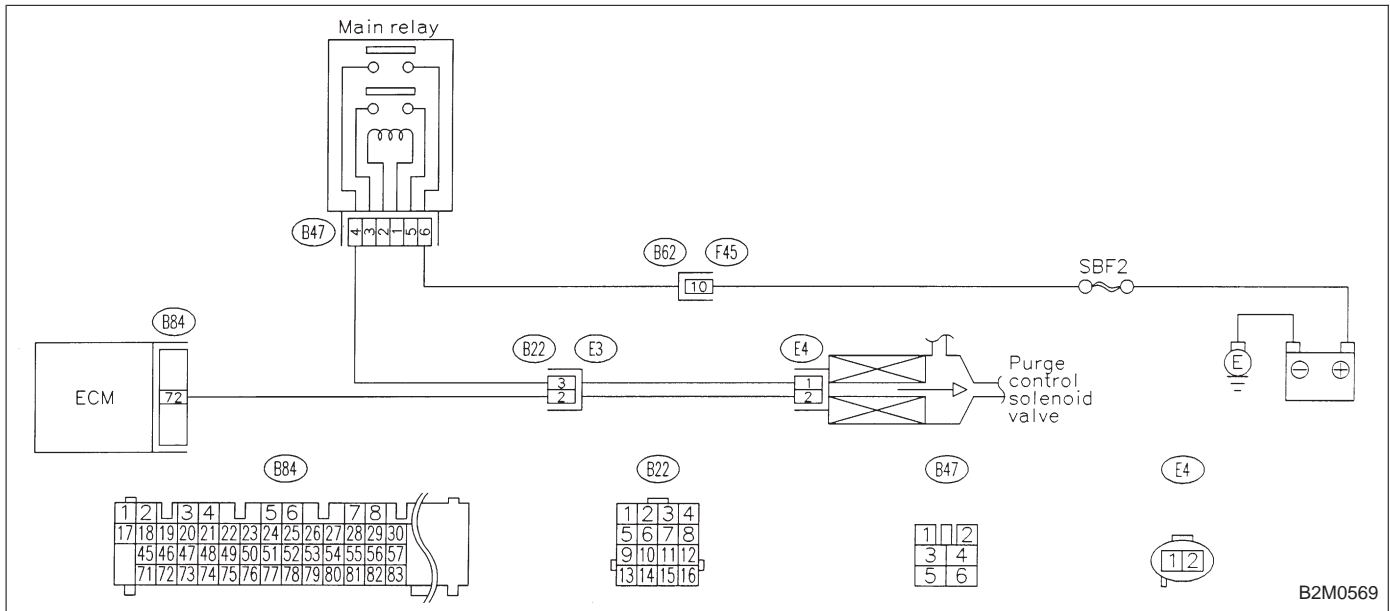 Main relay
B47
4 3 2 1 5 6
B62 F45
10
SBF2
B84
ECM
72
B22 E3
3
2
E4
1
2
Purge
control
solenoid
valve
E
− +
B84
1 2 3 4 5 6 7 8
17 18 19 20 21 22 23 24 25 26 27 28 29 30
45 46 47 48 49 50 51 52 53 54 55 56 57
71 72 73 74 75 76 77 78 79 80 81 82 83
B22
1 2 3 4
5 6 7 8
9 10 11 12
13 14 15 16
B47
1 2
3 4
5 6
E4
1 2
B2M0569